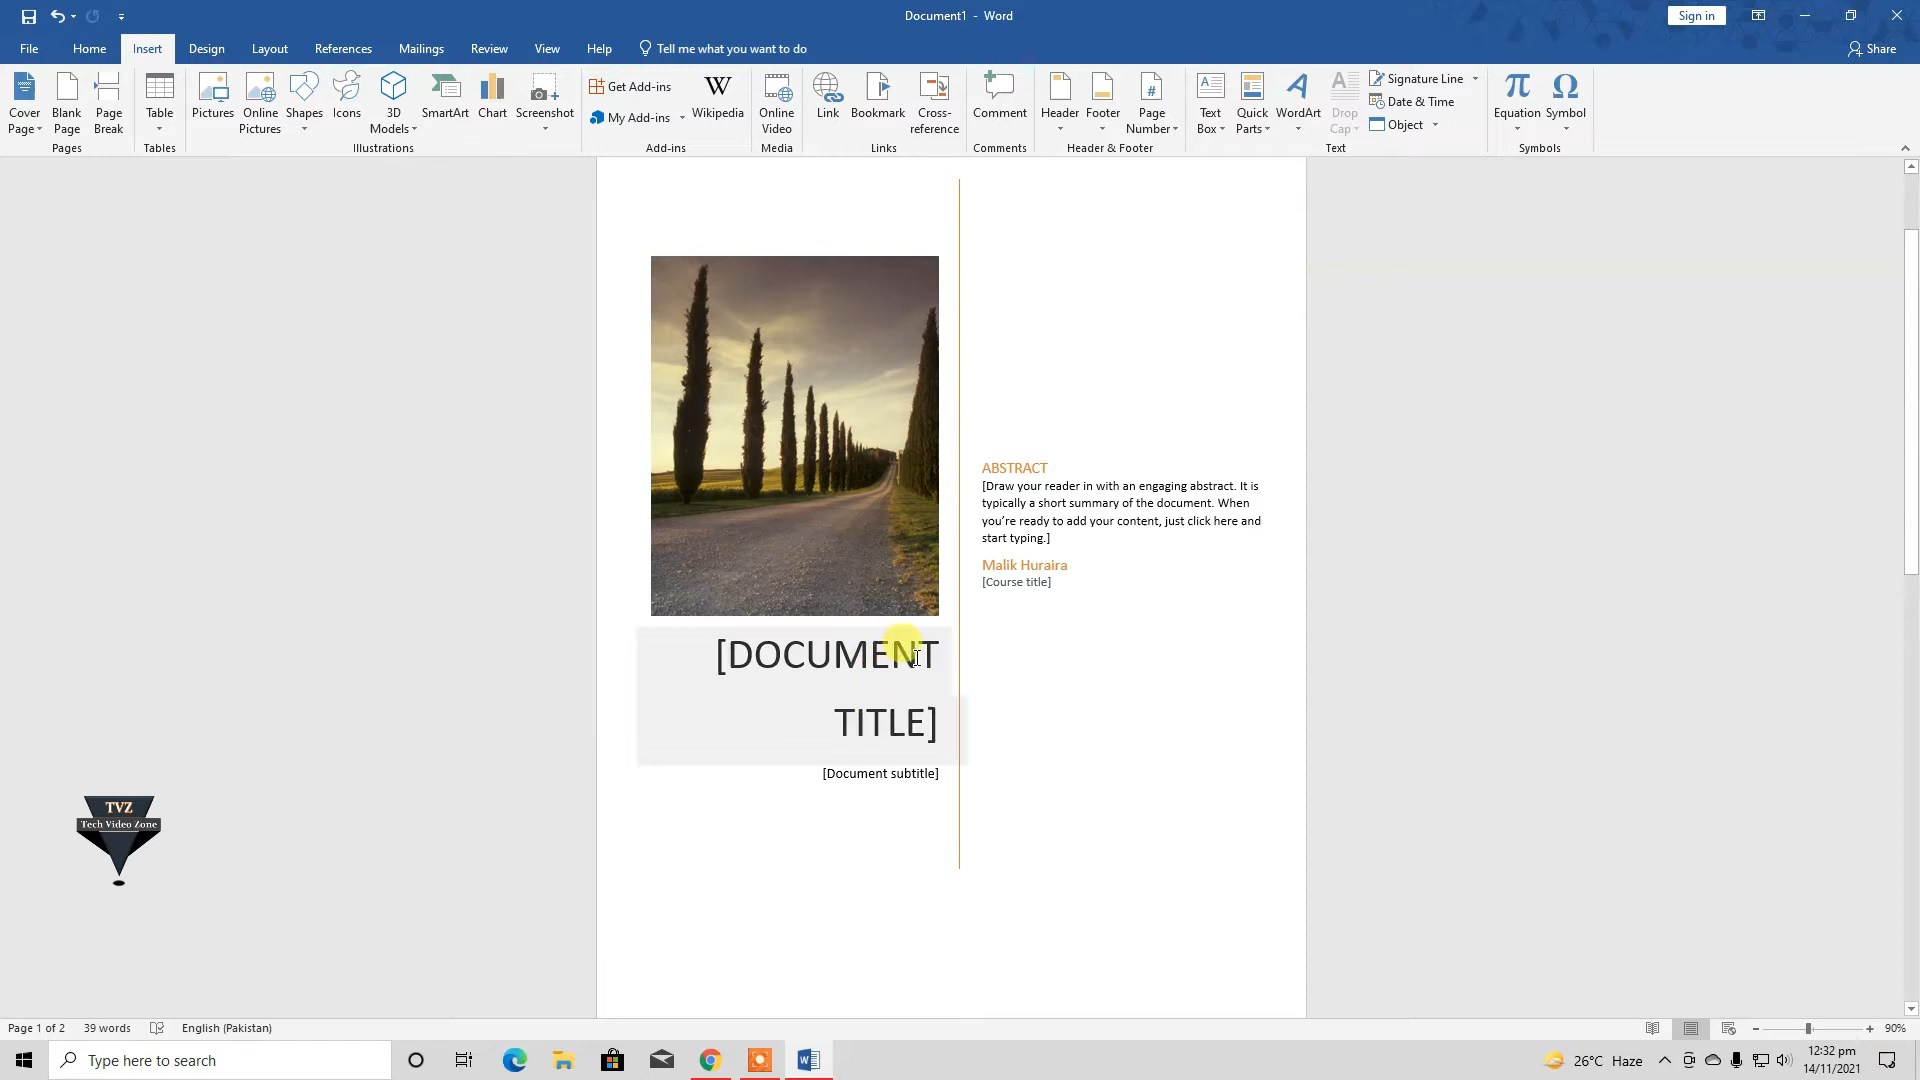 Document1 - Word
Sign in
File Home Insert Design Layout References Mailings Review View Help Tell me what you want to do
Share
Cover Page
Blank Page
Page Break
Pages
Table
Tables
Pictures
Online Pictures
Shapes
Icons
3D Models
SmartArt
Chart
Screenshot
Illustrations
Get Add-ins
My Add-ins
W
Wikipedia
Add-ins
Online Video
Media
Link
Bookmark
Cross-reference
Links
Comment
Comments
Header
Footer
#
Page Number
Header & Footer
A
Text Box
Quick Parts
A
WordArt
A
Drop Cap
Signature Line
Date & Time
Object
Text
π
Equation
Ω
Symbol
Symbols
ABSTRACT
[Draw your reader in with an engaging abstract. It is
typically a short summary of the document. When
you’re ready to add your content, just click here and
start typing.]
Malik Huraira
[Course title]
[DOCUMENT
TITLE]
[Document subtitle]
TVZ
Tech Video Zone
Page 1 of 2 39 words English (Pakistan)
90%
Type here to search
26°C Haze
12:32 pm
14/11/2021